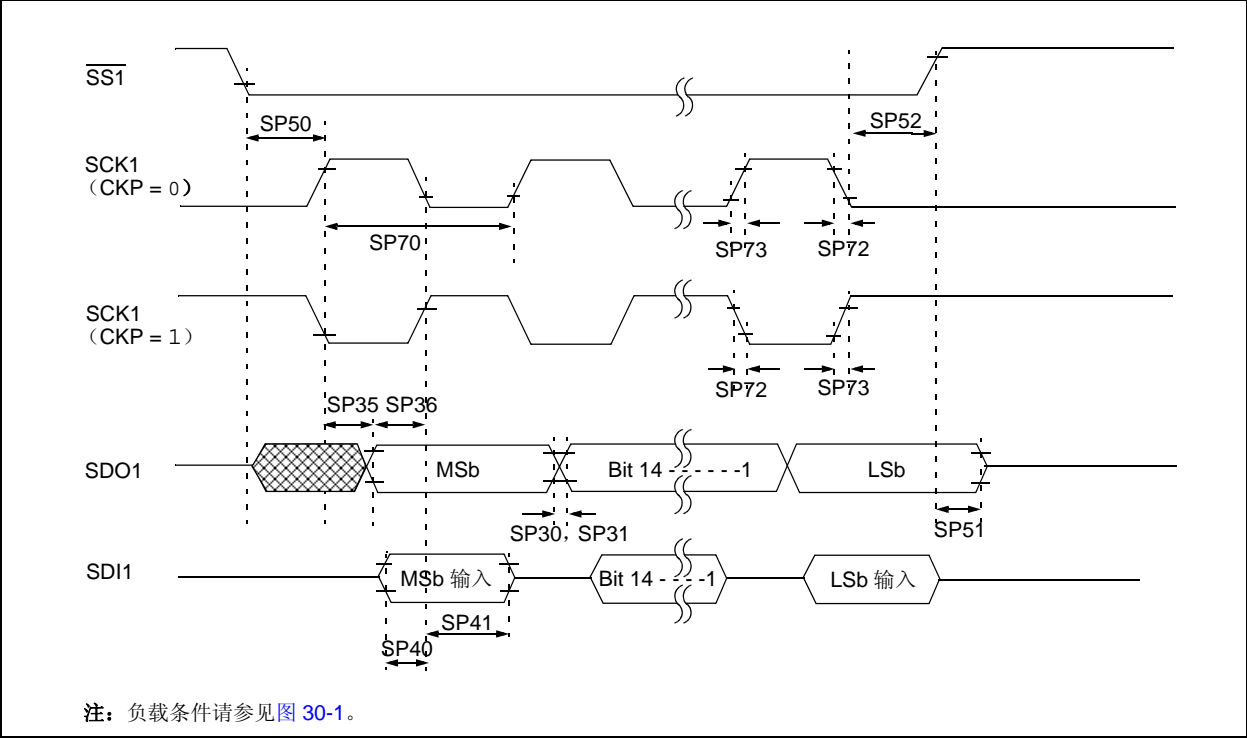 SS1
SP50
SP52
SCK1
（CKP = 0）
SP70
SP73
SP72
SCK1
（CKP = 1）
SP72
SP73
SP35 SP36
SDO1
MSb
Bit 14 - - - - - -1
LSb
SP30，SP31
SP51
SDI1
MSb 输入
Bit 14 - - - -1
LSb 输入
SP41
SP40
注：负载条件请参见图 30-1。